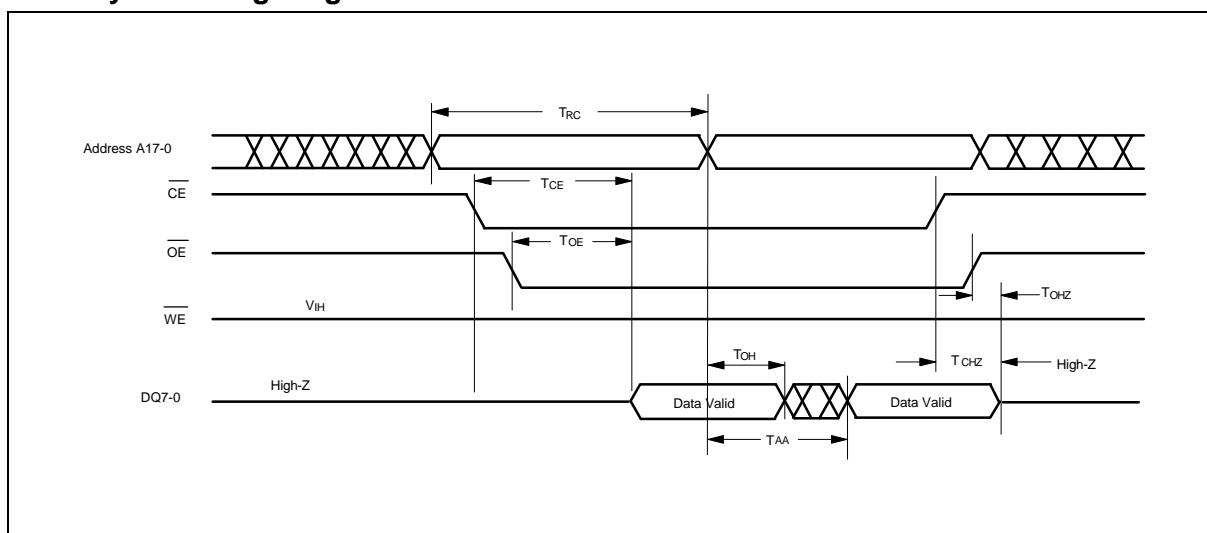 TRC
Address A17-0
TCE
CE
TOE
OE
TOHZ
VIH
WE
TOH
TCHZ
High-Z
High-Z
DQ7-0
Data Valid
Data Valid
TAA